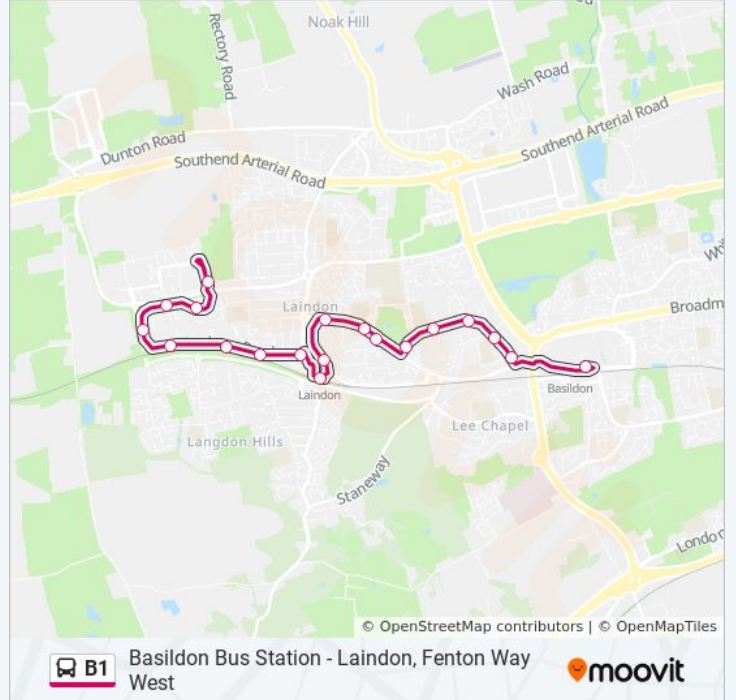 Noak Hill
Rectory Road
Wash Road
Dunton Road
Southend Arterial Road
Southend Arterial Road
Laindon
Broadm
Laindon
Basildon
Langdon Hills
Lee Chapel
Staneway
London
© OpenStreetMap contributors | © OpenMapTiles
B1
Basildon Bus Station - Laindon, Fenton Way
West
moovit